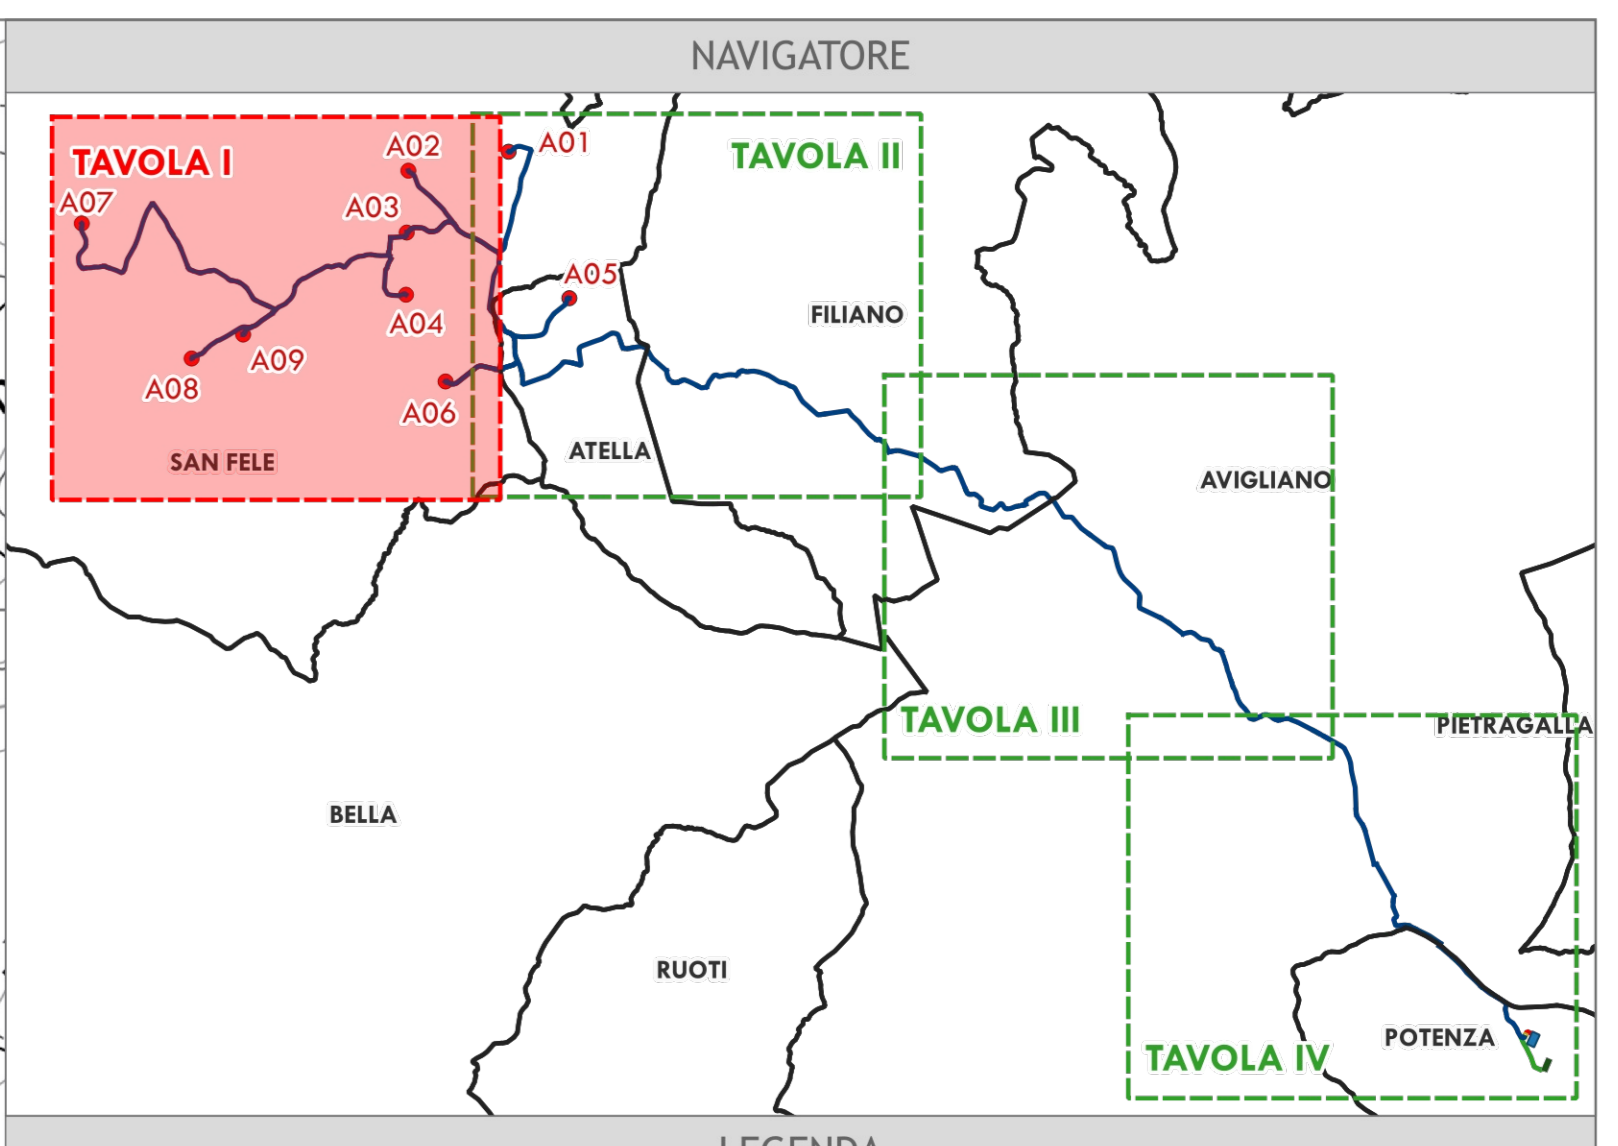 NAVIGATORE
TAVOLA I
A02
A01
TAVOLA II
A07
A03
A05
FILIANO
A04
A09
A08
A06
ATELLA
SAN FELE
AVIGLIANO
TAVOLA III
PIETRAGALLA
BELLA
RUOTI
POTENZA
TAVOLA IV
LEGENDA